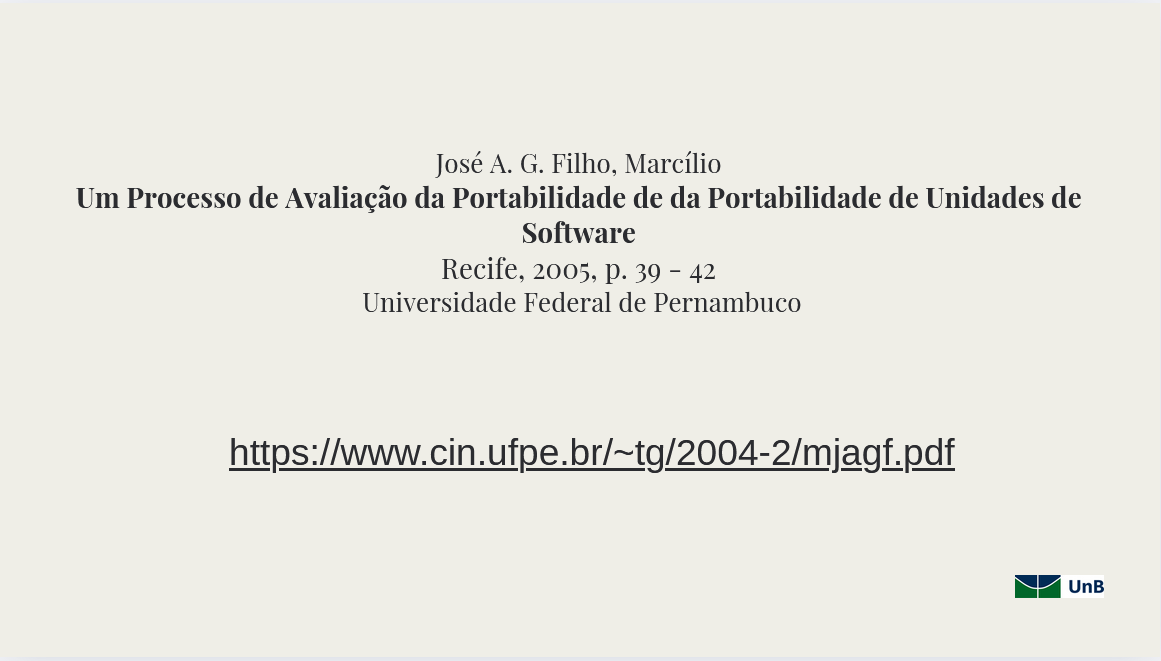 José A. G. Filho, Marcílio
Um Processo de Avaliação da Portabilidade de da Portabilidade de Unidades de
Software
Recife, 2005, p. 39 - 42
Universidade Federal de Pernambuco
https://www.cin.ufpe.br/~tg/2004-2/mjagf.pdf
UnB